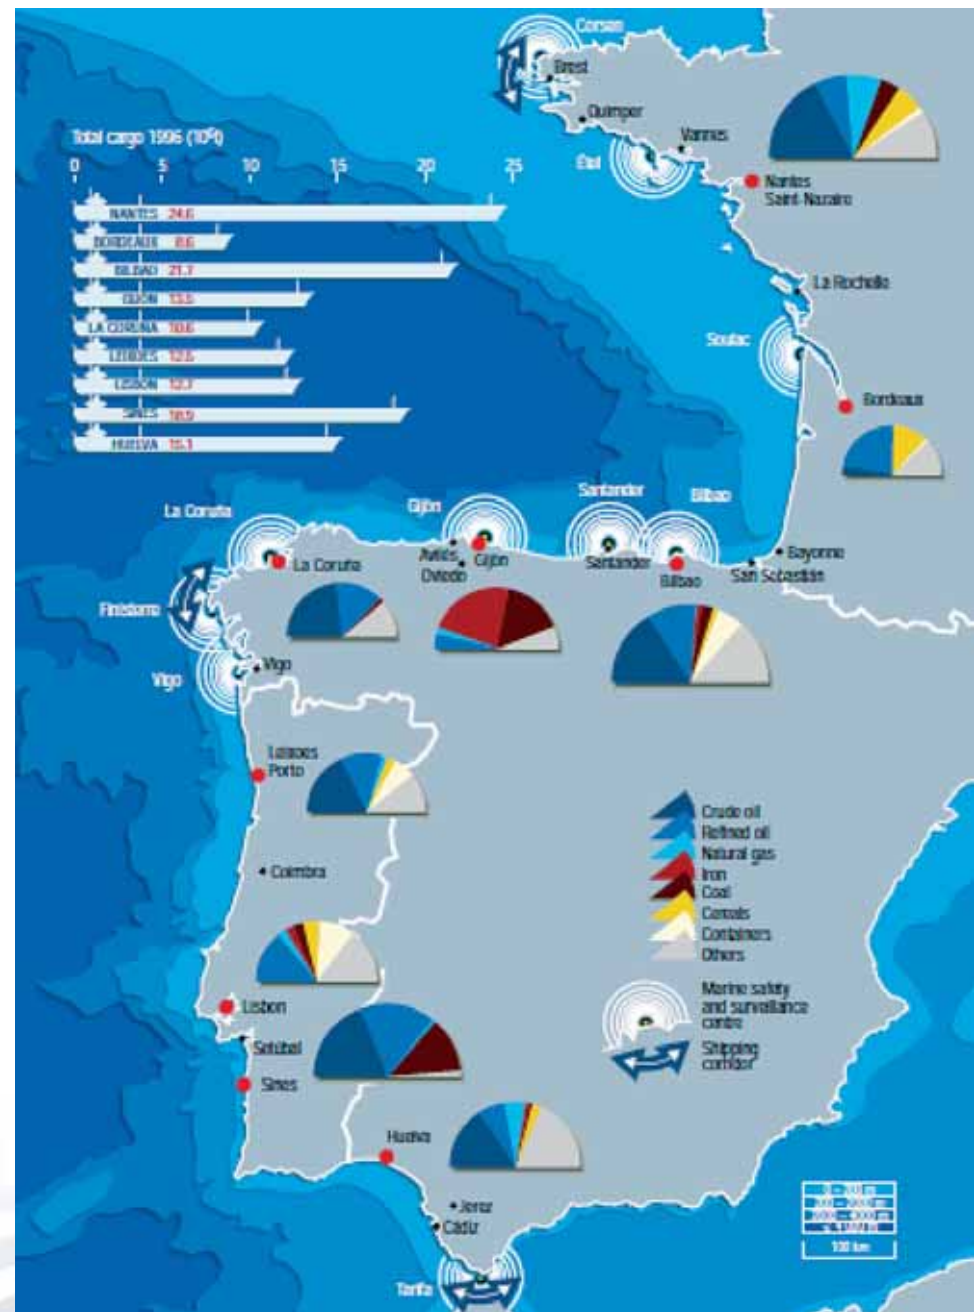 Corsen
Brest
Quimper
Vannes
Étel
Nantes
Saint-Nazaire
Total cargo 1996 (10⁶t)
0 5 10 15 20 25
NANTES 24.6
BORDEAUX 8.6
BILBAO 21.7
GIJON 13.5
LA CORUNA 10.6
LEIXOES 12.5
LISBON 12.7
SINES 18.9
HUELVA 15.1
La Rochelle
Soulac
Bordeaux
La Coruña
Gijón
Santander
Bilbao
La Coruña
Avilés
Oviedo
Gijón
Santander
Bilbao
Bayonne
San Sebastián
Finisterre
Vigo
Vigo
Leixoes
Porto
Coimbra
Crude oil
Refined oil
Natural gas
Iron
Coal
Cereals
Containers
Others
Marine safety
and surveillance
centre
Shipping
corridor
Lisbon
Setúbal
Sines
Huelva
Jerez
Cádiz
Tarifa
100 km